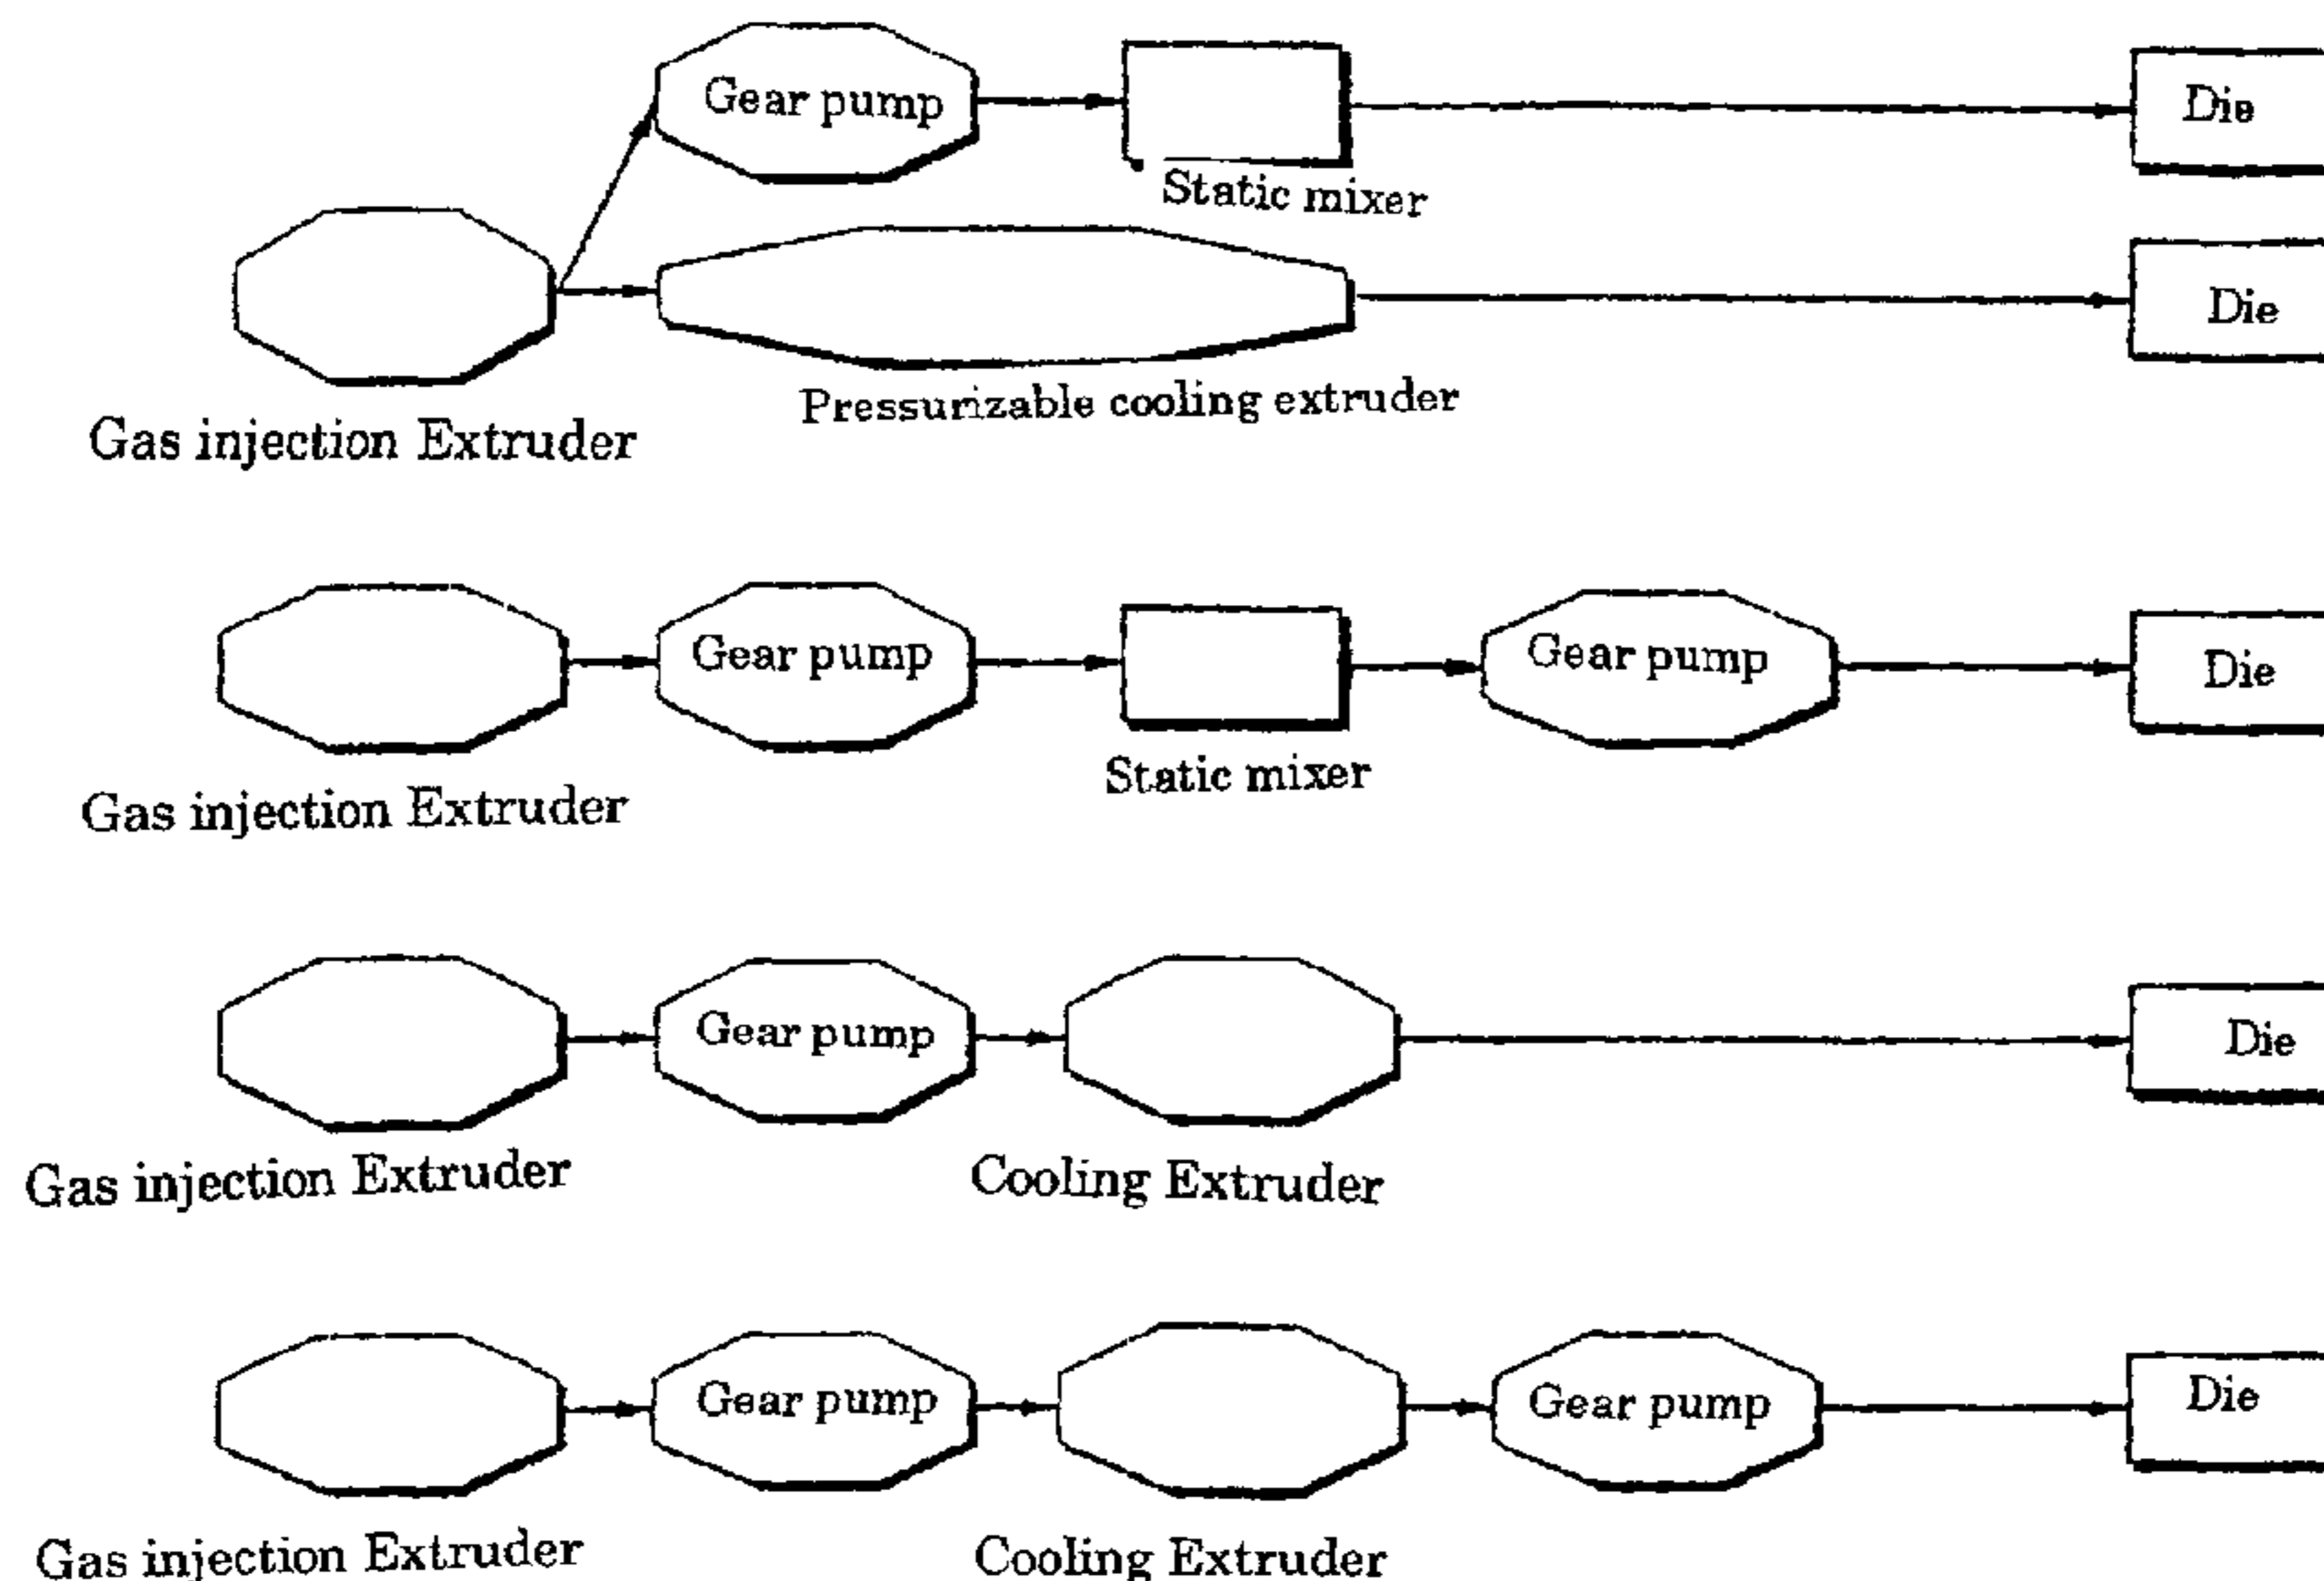 Gear pump
Die
Static mixer
Die
Pressurizable cooling extruder
Gas injection Extruder
Gear pump
Gear pump
Die
Static mixer
Gas injection Extruder
Gear pump
Die
Gas injection Extruder
Cooling Extruder
Gear pump
Gear pump
Die
Gas injection Extruder
Cooling Extruder